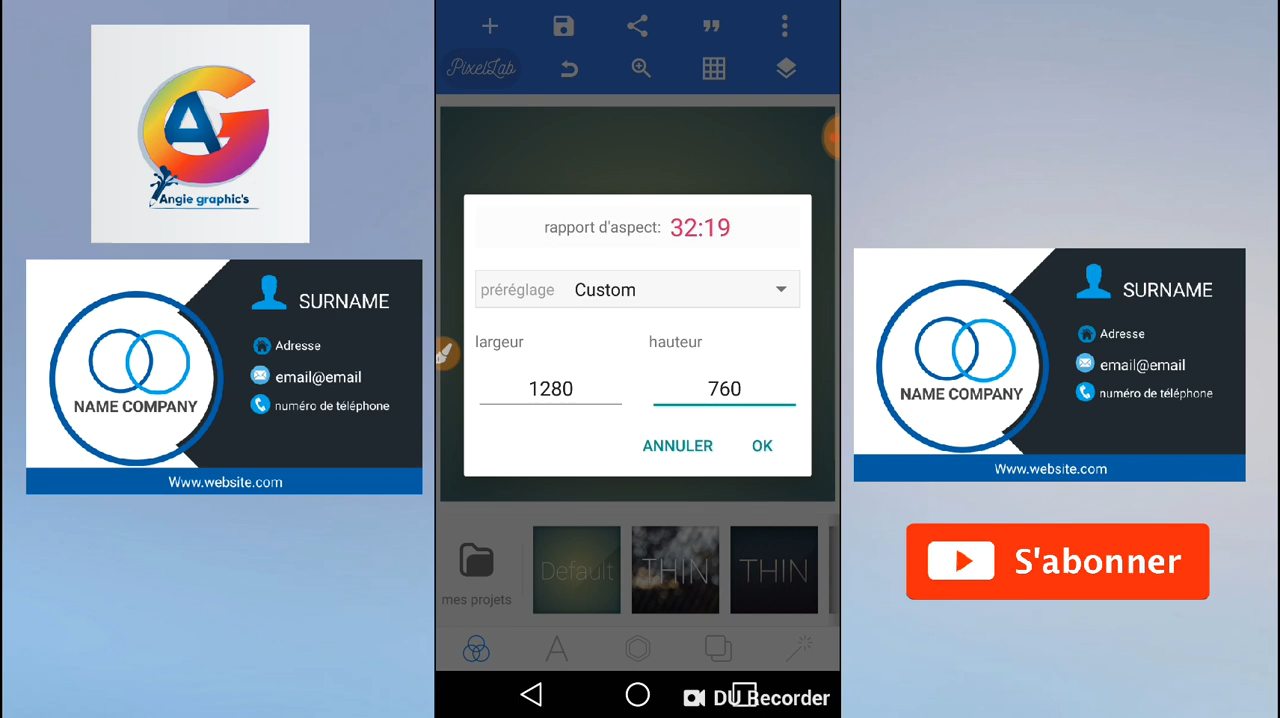 Angie graphic's
SURNAME
Adresse
email@email
numéro de téléphone
NAME COMPANY
Www.website.com
PixelLab
rapport d'aspect: 32:19
préréglage Custom
largeur hauteur
1280 760
ANNULER OK
mes projets
Default
THIN
THIN
DU Recorder
SURNAME
Adresse
email@email
numéro de téléphone
NAME COMPANY
Www.website.com
S'abonner